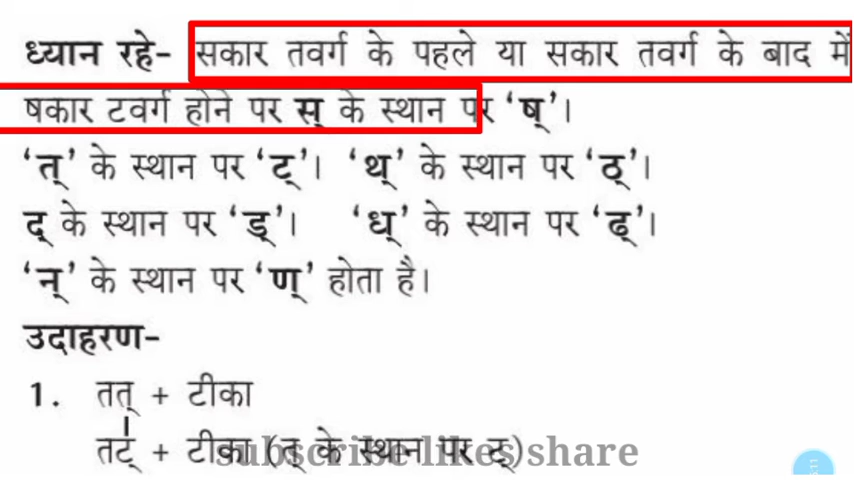 ध्यान रहे- सकार तवर्ग के पहले या सकार तवर्ग के बाद में
षकार टवर्ग होने पर स् के स्थान पर ‘ष्’।
‘त्’ के स्थान पर ‘ट्’। ‘थ्’ के स्थान पर ‘ठ्’।
द् के स्थान पर ‘ड्’। ‘ध्’ के स्थान पर ‘ढ्’।
‘न्’ के स्थान पर ‘ण्’ होता है।
उदाहरण-
1. तत् + टीका
तट् + टीका (त् के स्थान पर ट्)
subscribe likes share